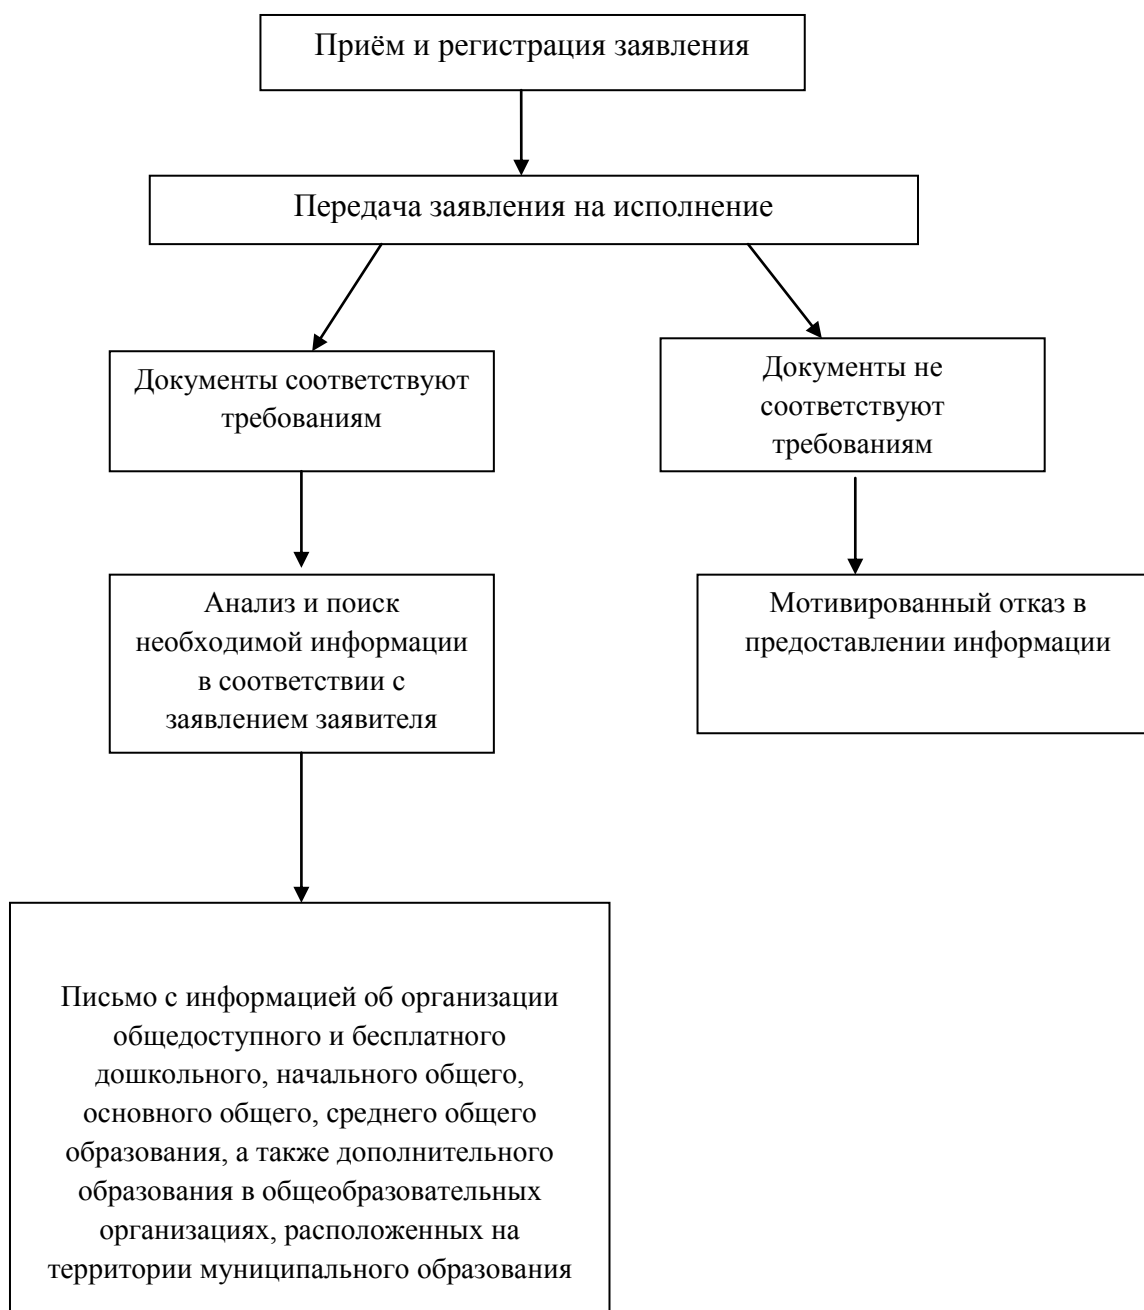 Приём и регистрация заявления
Передача заявления на исполнение
Документы соответствуют
требованиям
Документы не
соответствуют
требованиям
Анализ и поиск
необходимой информации
в соответствии с
заявлением заявителя
Мотивированный отказ в
предоставлении информации
Письмо с информацией об организации
общедоступного и бесплатного
дошкольного, начального общего,
основного общего, среднего общего
образования, а также дополнительного
образования в общеобразовательных
организациях, расположенных на
территории муниципального образования